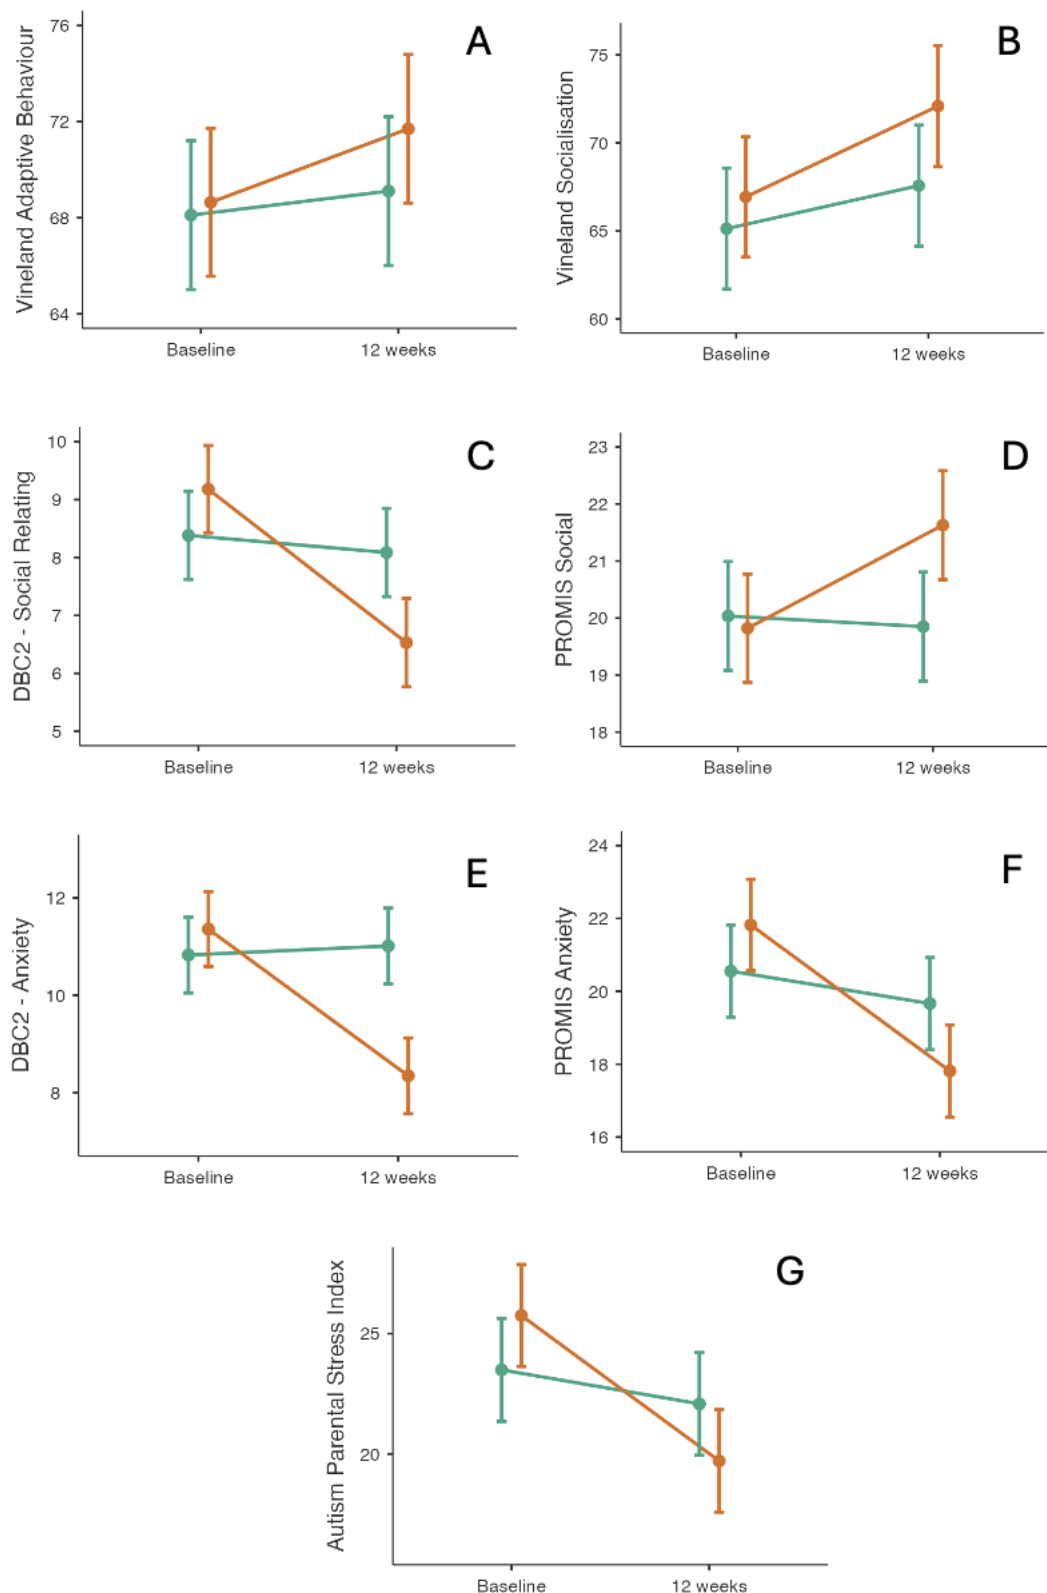 A
Vineland Adaptive Behaviour
76
72
68
64
Baseline 12 weeks
B
Vineland Socialisation
75
70
65
60
Baseline 12 weeks
C
DBC2 - Social Relating
10
9
8
7
6
5
Baseline 12 weeks
D
PROMIS Social
23
22
21
20
19
18
Baseline 12 weeks
E
DBC2 - Anxiety
12
10
8
Baseline 12 weeks
F
PROMIS Anxiety
24
22
20
18
16
Baseline 12 weeks
G
Autism Parental Stress Index
25
20
Baseline 12 weeks